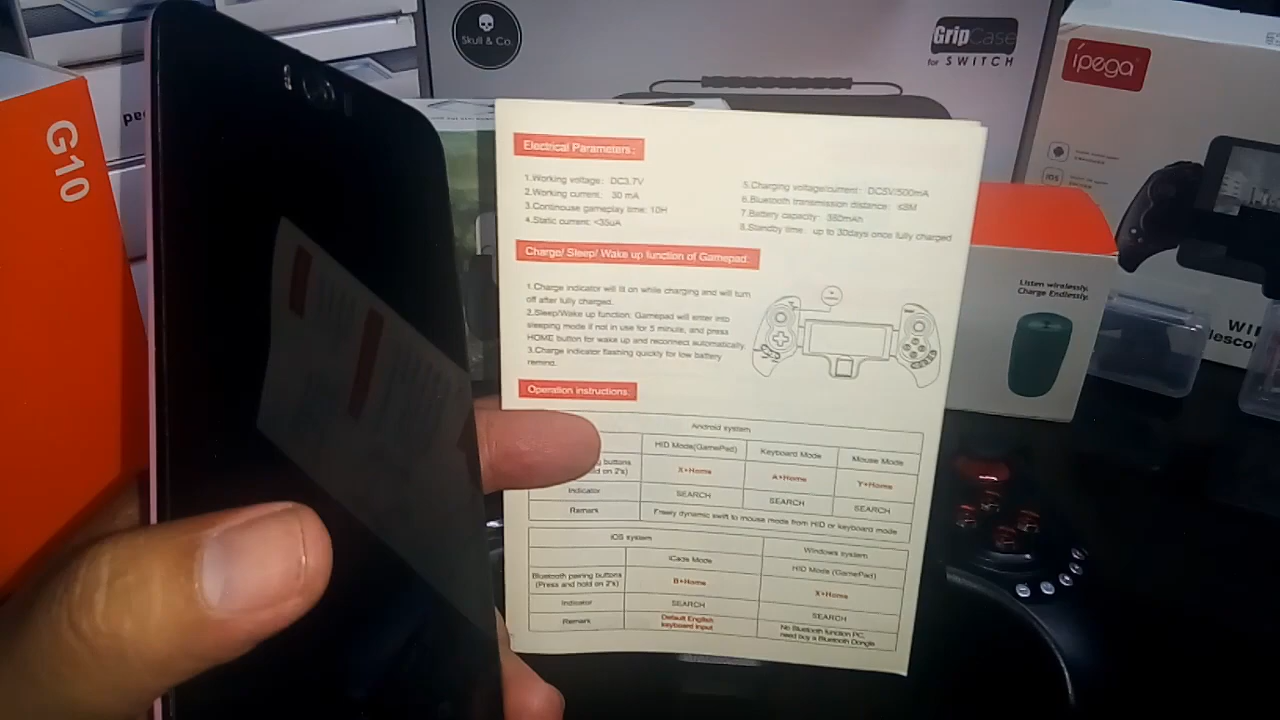 G10
Skull & Co.
GripCase
for SWITCH
ípega
iOS
Electrical Parameters:
1.Working voltage: DC3.7V
2.Working current: 30 mA
3.Continouse gameplay time: 10H
4.Static current: <35uA
5.Charging voltage/current: DC5V/500mA
6.Bluetooth transmission distance: ≤8M
7.Battery capacity: 380mAh
8.Standby time: up to 30days once fully charged
Charge/ Sleep/ Wake up function of Gamepad:
1.Charge indicator will lit on while charging and will turn
off after fully charged.
2.Sleep/Wake up function: Gamepad will enter into
sleeping mode if not in use for 5 minute, and press
HOME button for wake up and reconnect automatically.
3.Charge indicator flashing quickly for low battery
remind.
Operation instructions:
Android system
HID Mode(GamePad) Keyboard Mode Mouse Mode
buttons
on 2's) X+Home A+Home Y+Home
Indicator SEARCH SEARCH SEARCH
Remark Freely dynamic swift to mouse mode from HID or keyboard mode
iOS system Windows system
iCade Mode HID Mode (GamePad)
Bluetooth pairing buttons
(Press and hold on 2's) B+Home X+Home
Indicator SEARCH SEARCH
Remark Default English
keyboard input No Bluetooth function PC,
need buy a Bluetooth Dongle
Listen wirelessly.
Charge Endlessly.